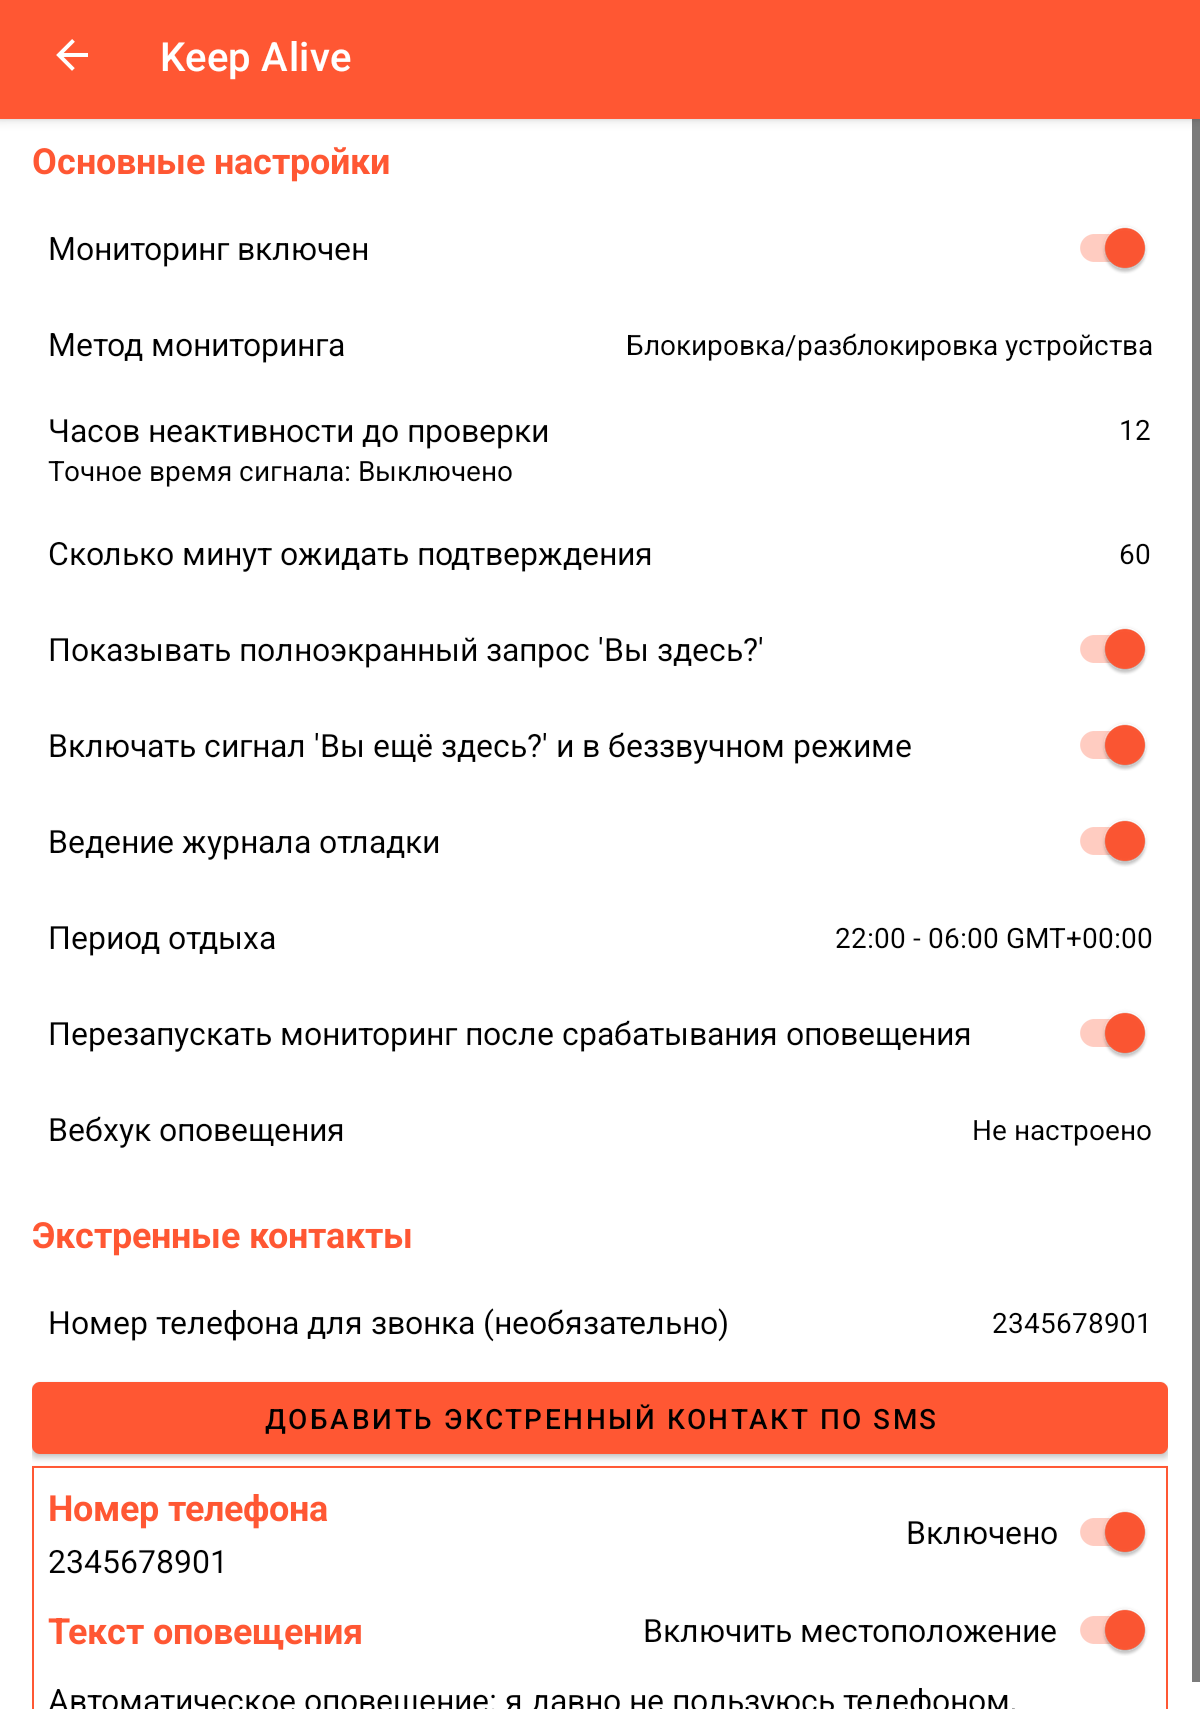 Keep Alive
Основные настройки
Мониторинг включен
Метод мониторинга Блокировка/разблокировка устройства
Часов неактивности до проверки 12
Точное время сигнала: Выключено
Сколько минут ожидать подтверждения 60
Показывать полноэкранный запрос 'Вы здесь?'
Включать сигнал 'Вы ещё здесь?' и в беззвучном режиме
Ведение журнала отладки
Период отдыха 22:00 - 06:00 GMT+00:00
Перезапускать мониторинг после срабатывания оповещения
Вебхук оповещения Не настроено
Экстренные контакты
Номер телефона для звонка (необязательно) 2345678901
ДОБАВИТЬ ЭКСТРЕННЫЙ КОНТАКТ ПО SMS
Номер телефона
Включено
2345678901
Текст оповещения Включить местоположение
Автоматическое оповещение: я давно не пользуюсь телефоном.